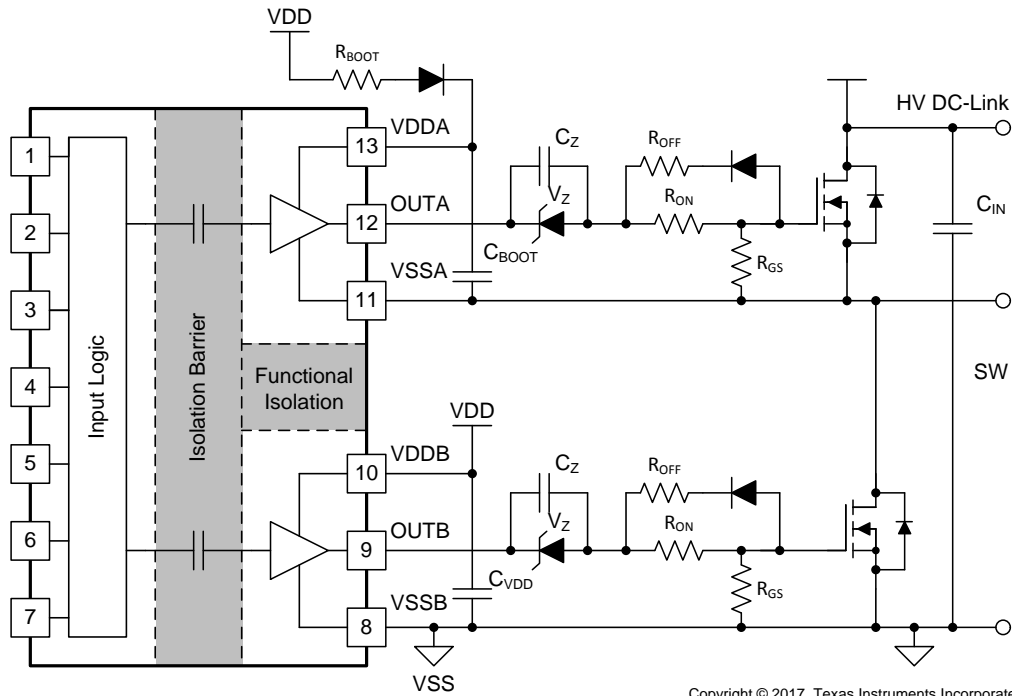 VDD
RBOOT
VDDA
13
CZ
ROFF
HV DC-Link
1
OUTA
VZ
RON
CIN
2
12
CBOOT
VSSA
RGS
3
11
Input Logic
Isolation Barrier
Functional
Isolation
4
SW
VDD
5
VDDB
10
CZ
ROFF
6
OUTB
VZ
RON
9
CVDD
7
VSSB
RGS
8
VSS
Copyright © 2017, Texas Instruments Incorporate